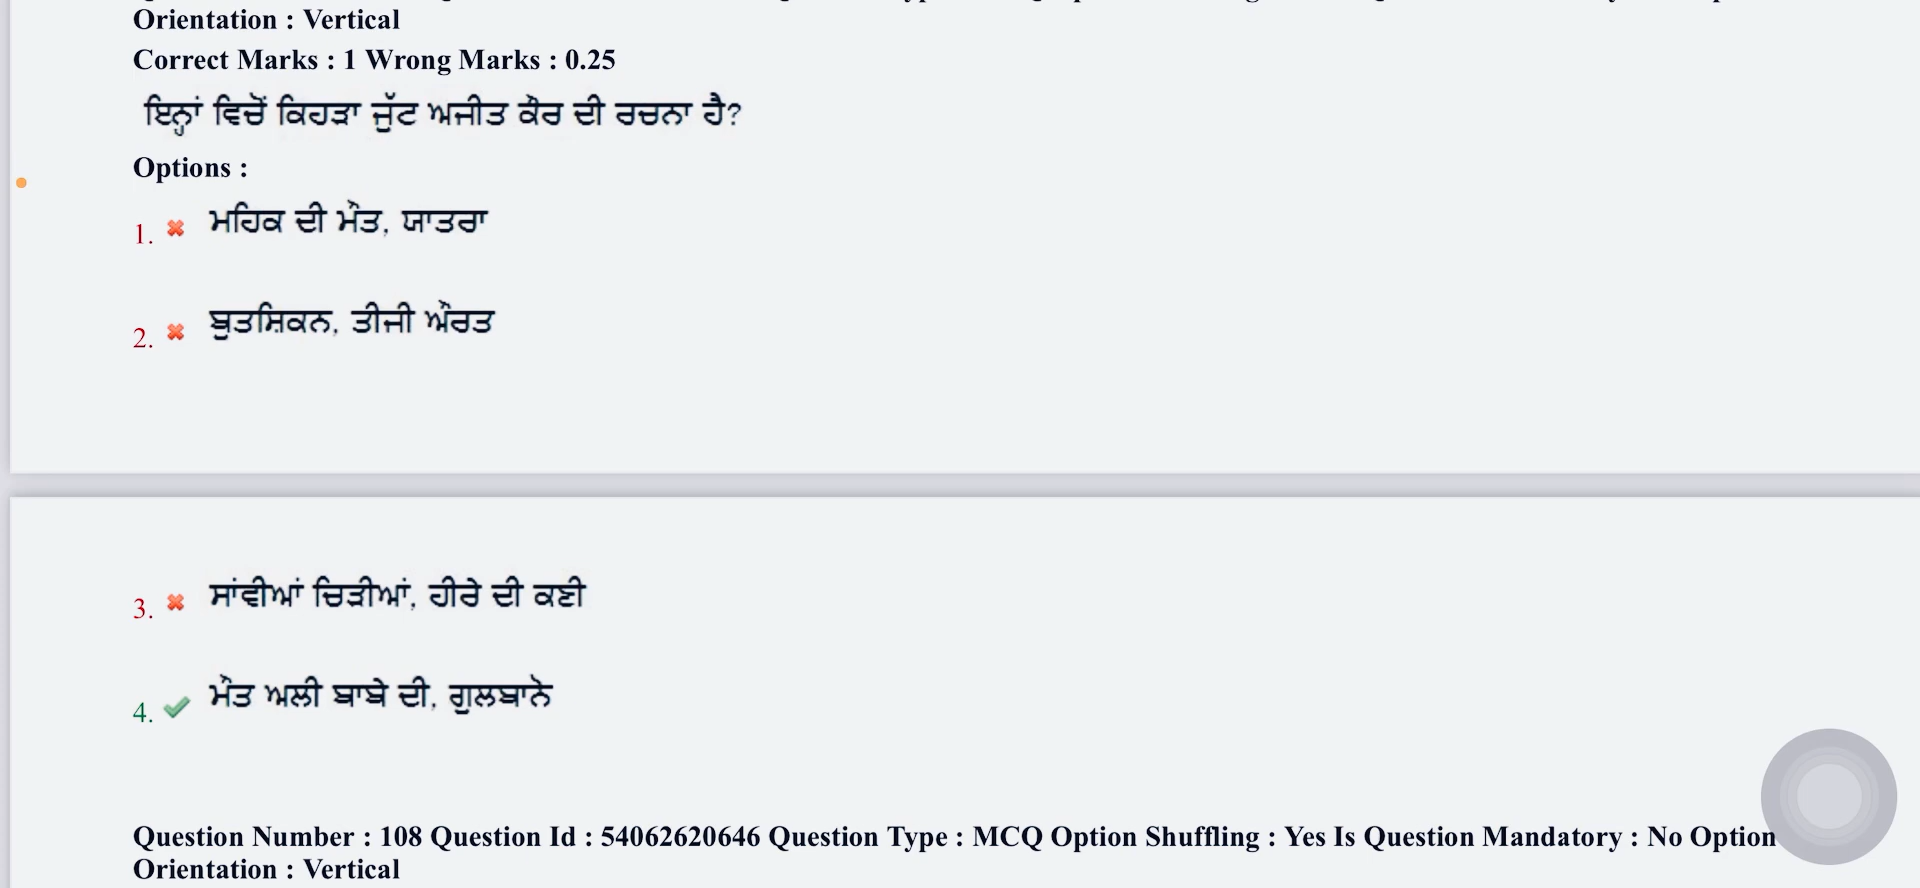 Orientation : Vertical
Correct Marks : 1 Wrong Marks : 0.25
ਇਨ੍ਹਾਂ ਵਿਚੋਂ ਕਿਹੜਾ ਜੁੱਟ ਅਜੀਤ ਕੌਰ ਦੀ ਰਚਨਾ ਹੈ?
Options :
1. ✖ ਮਹਿਕ ਦੀ ਮੌਤ, ਯਾਤਰਾ
2. ✖ ਬੁਤਸ਼ਿਕਨ, ਤੀਜੀ ਔਰਤ
3. ✖ ਸਾਂਵੀਆਂ ਚਿੜੀਆਂ, ਹੀਰੇ ਦੀ ਕਣੀ
4. ✔ ਮੌਤ ਅਲੀ ਬਾਬੇ ਦੀ, ਗੁਲਬਾਨੋ
Question Number : 108 Question Id : 54062620646 Question Type : MCQ Option Shuffling : Yes Is Question Mandatory : No Option
Orientation : Vertical